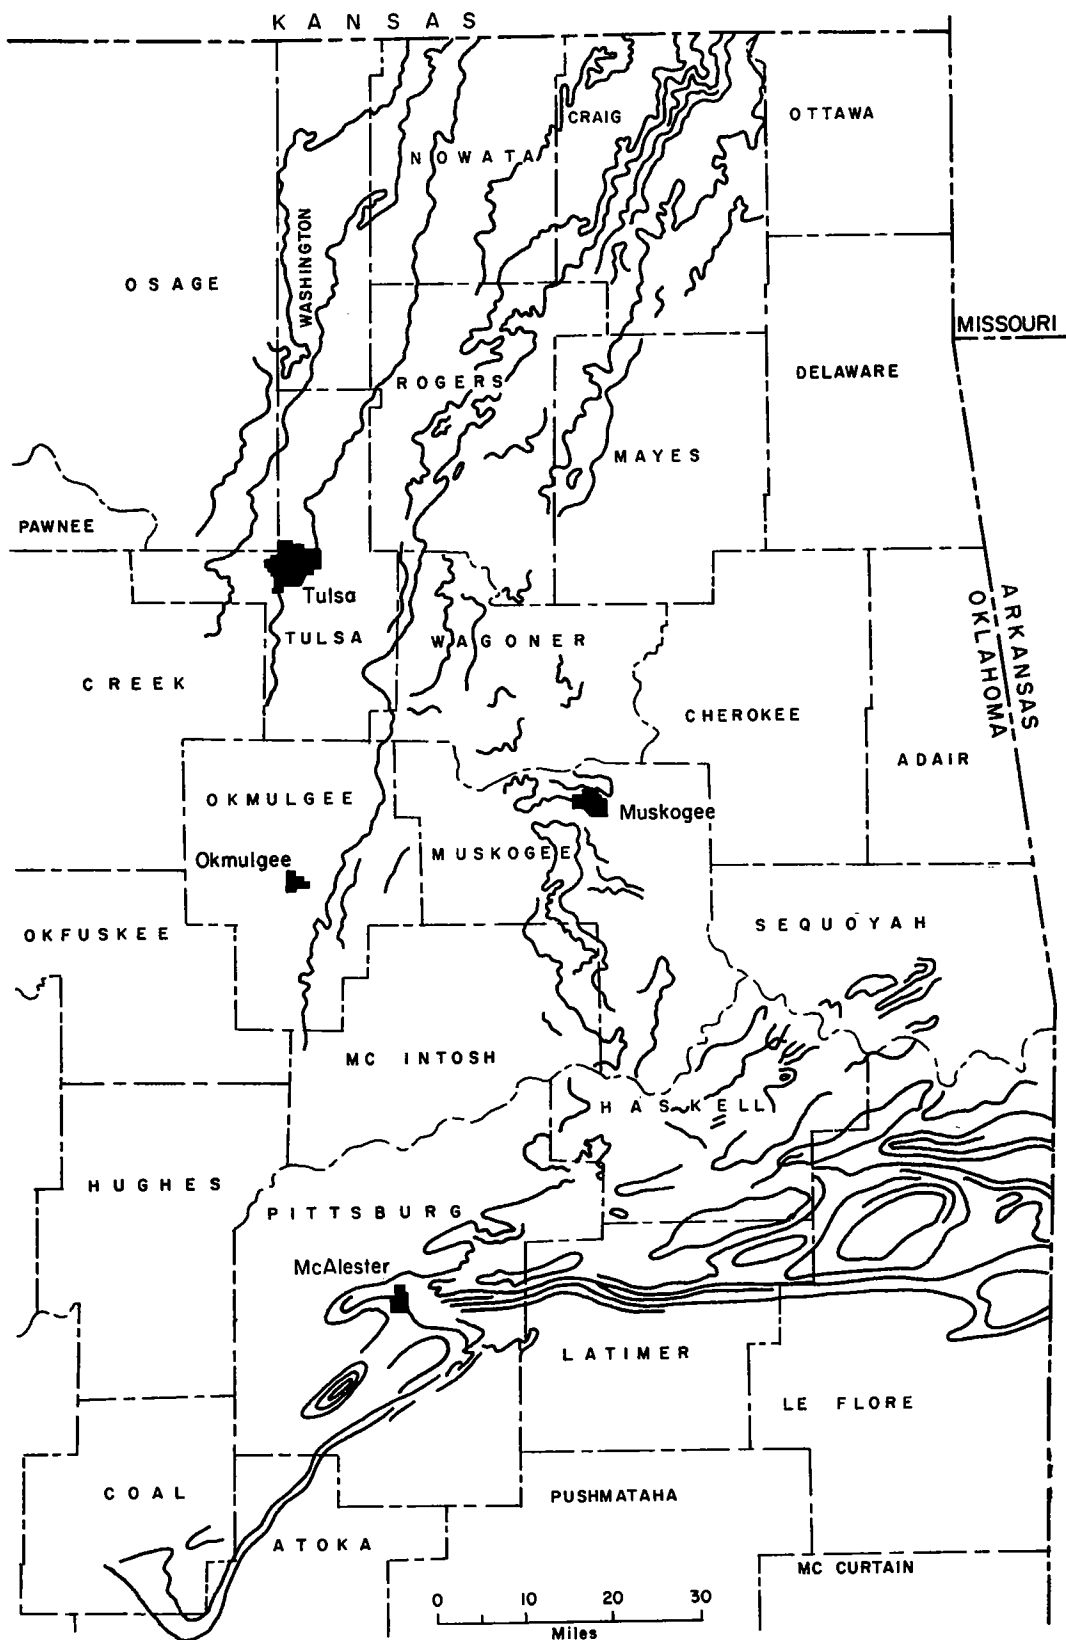 KANSAS
CRAIG
OTTAWA
NOWATA
WASHINGTON
OSAGE
MISSOURI
ROGERS
DELAWARE
MAYES
PAWNEE
Tulsa
TULSA
WAGONER
ARKANSAS
OKLAHOMA
CREEK
CHEROKEE
ADAIR
OKMULGEE
Muskogee
Okmulgee
MUSKOGEE
OKFUSKEE
SEQUOYAH
MC INTOSH
HASKELL
HUGHES
PITTSBURG
McAlester
LATIMER
LE FLORE
COAL
PUSHMATAHA
ATOKA
MC CURTAIN
0 10 20 30
Miles